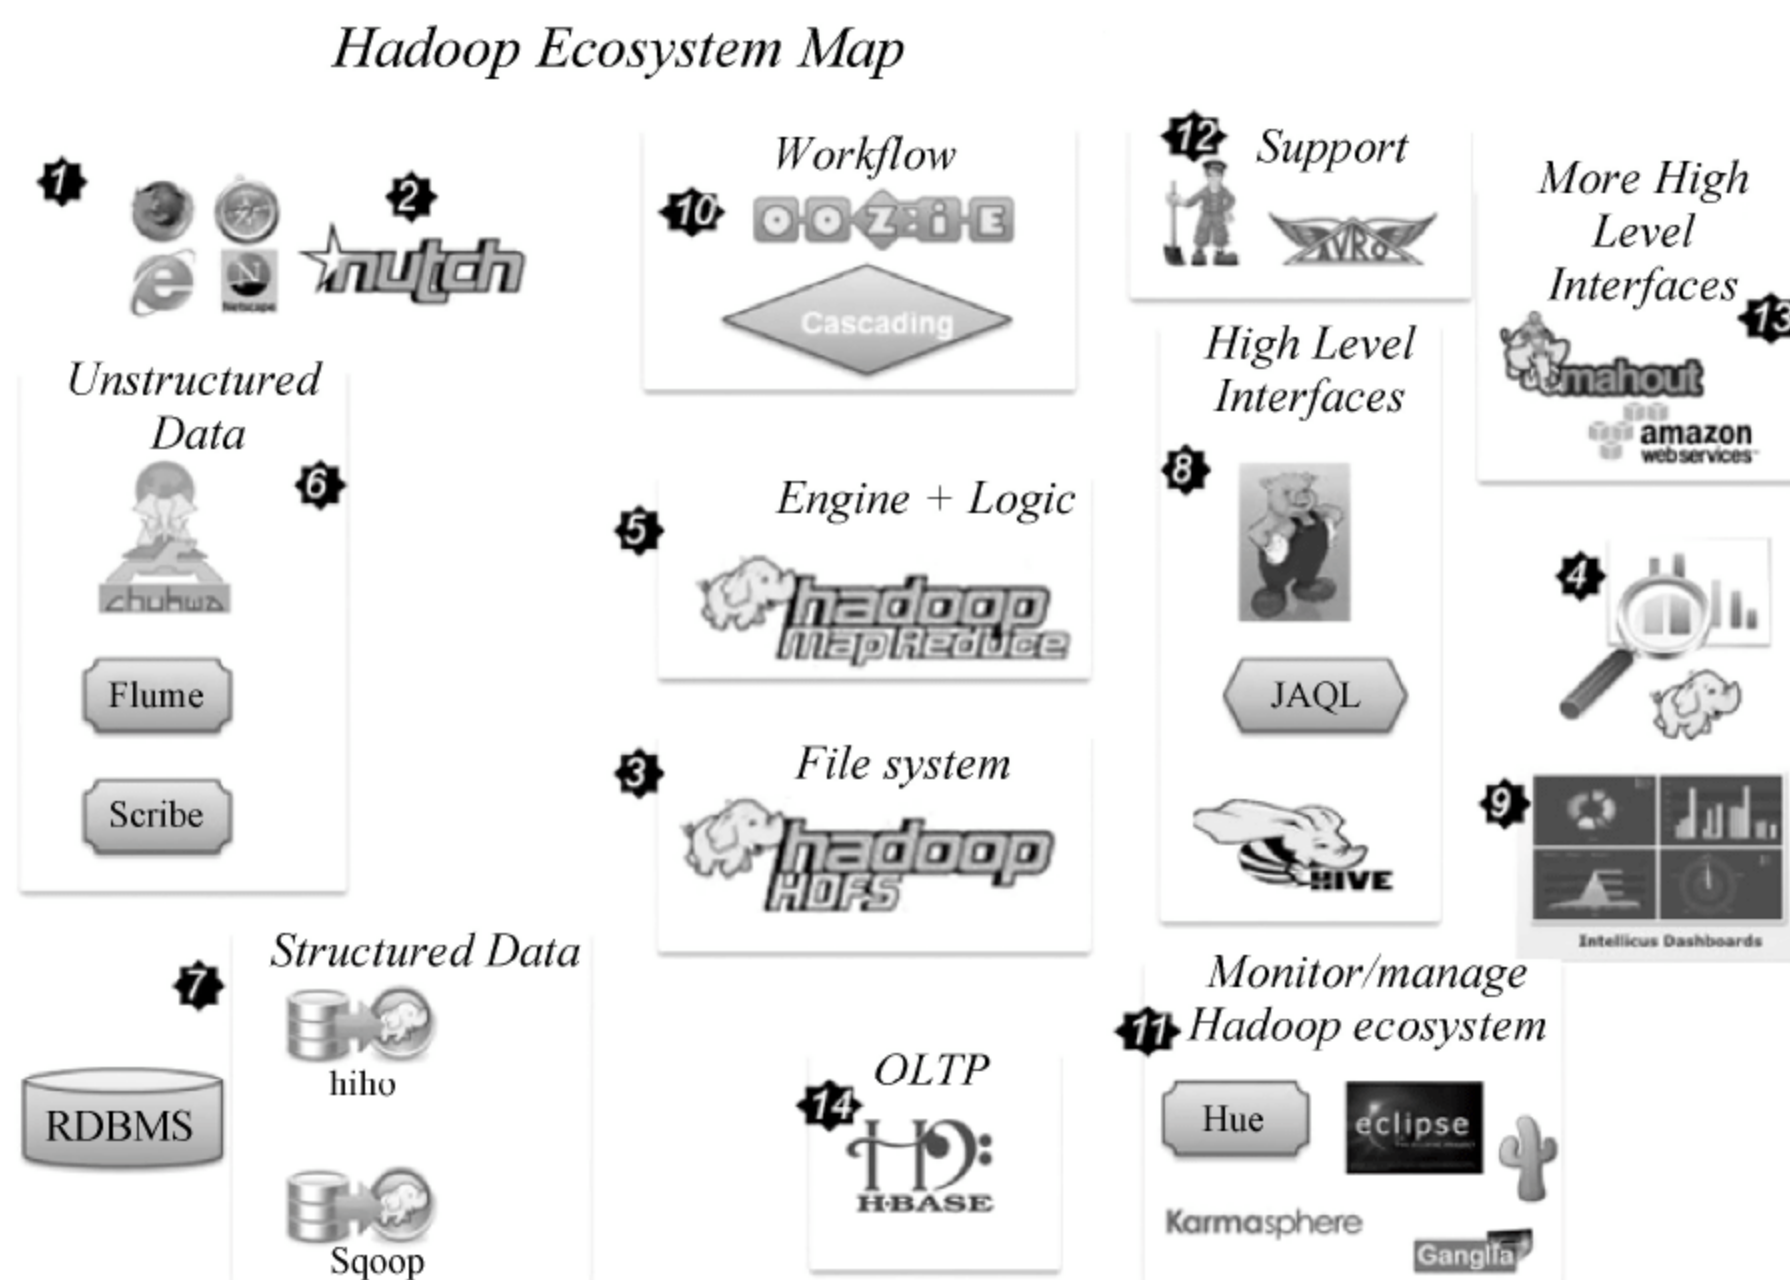 Hadoop Ecosystem Map
1
2
Netscape
nutch
Workflow
10
OOZiE
Cascading
12
Support
AVRO
More High
Level
Interfaces
13
mahout
amazon
webservices
Unstructured
Data
6
chukwa
Flume
Scribe
Engine + Logic
5
hadoop
MapReduce
High Level
Interfaces
8
JAQL
HIVE
4
File system
3
hadoop
HDFS
9
Intellicus Dashboards
Structured Data
7
hiho
RDBMS
Sqoop
OLTP
14
H·BASE
Monitor/manage
11 Hadoop ecosystem
Hue
eclipse
Karmasphere
Ganglia